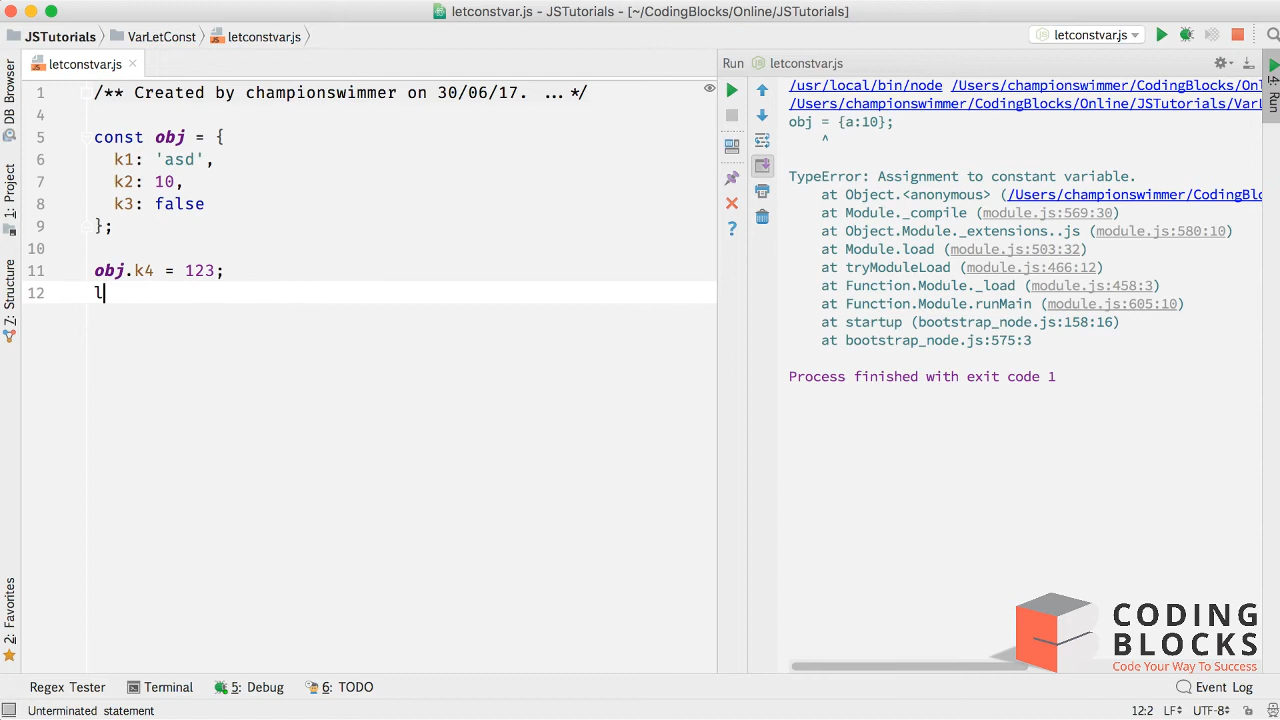 letconstvar.js - JSTutorials - [~/CodingBlocks/Online/JSTutorials]
JSTutorials
VarLetConst
letconstvar.js
letconstvar.js
letconstvar.js
Run
letconstvar.js
DB Browser
1: Project
Z: Structure
2: Favorites
4: Run
1 /** Created by championswimmer on 30/06/17. ...*/
4
5 const obj = {
6 k1: 'asd',
7 k2: 10,
8 k3: false
9 };
10
11 obj.k4 = 123;
12 l
/usr/local/bin/node /Users/championswimmer/CodingBlocks/Onl
/Users/championswimmer/CodingBlocks/Online/JSTutorials/VarL
obj = {a:10};
^
TypeError: Assignment to constant variable.
at Object.<anonymous> (/Users/championswimmer/CodingBlo
at Module._compile (module.js:569:30)
at Object.Module._extensions..js (module.js:580:10)
at Module.load (module.js:503:32)
at tryModuleLoad (module.js:466:12)
at Function.Module._load (module.js:458:3)
at Function.Module.runMain (module.js:605:10)
at startup (bootstrap_node.js:158:16)
at bootstrap_node.js:575:3
Process finished with exit code 1
CODING
BLOCKS
Code Your Way To Success
Regex Tester
Terminal
5: Debug
6: TODO
Event Log
Unterminated statement
12:2 LF UTF-8